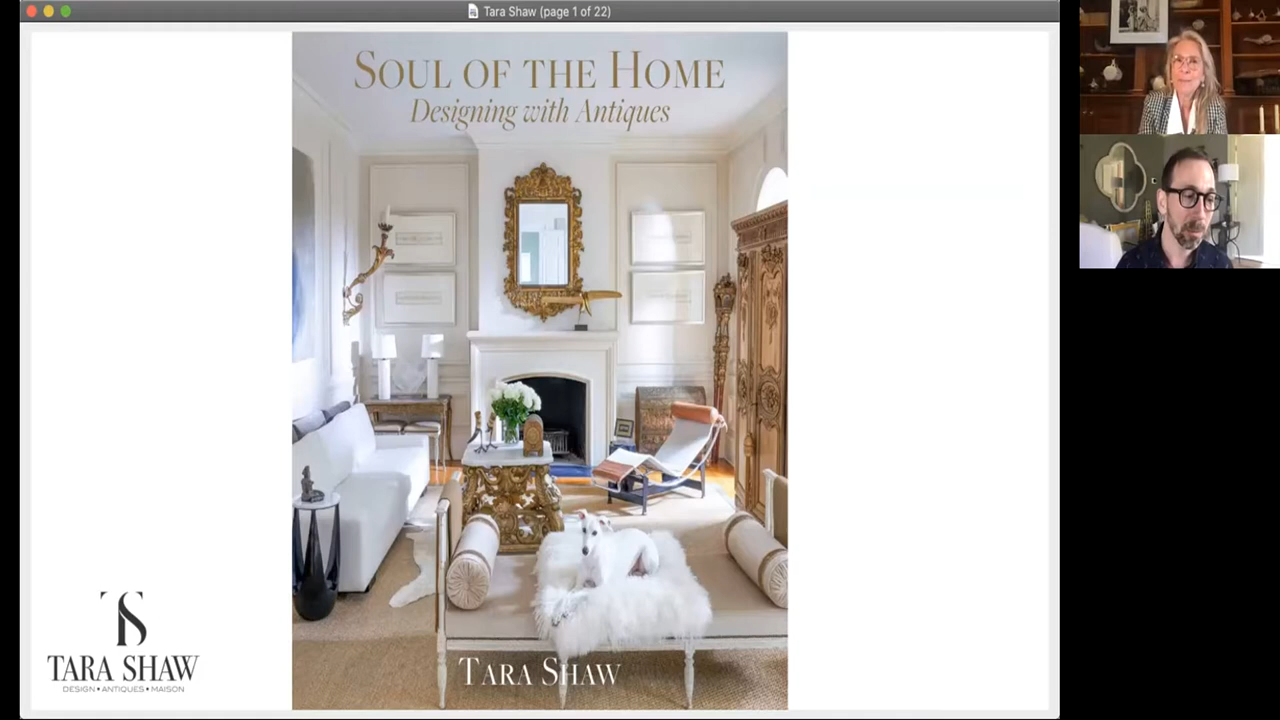 Tara Shaw (page 1 of 22)
SOUL OF THE HOME
Designing with Antiques
TARA SHAW
TS
TARA SHAW
DESIGN • ANTIQUES • MAISON